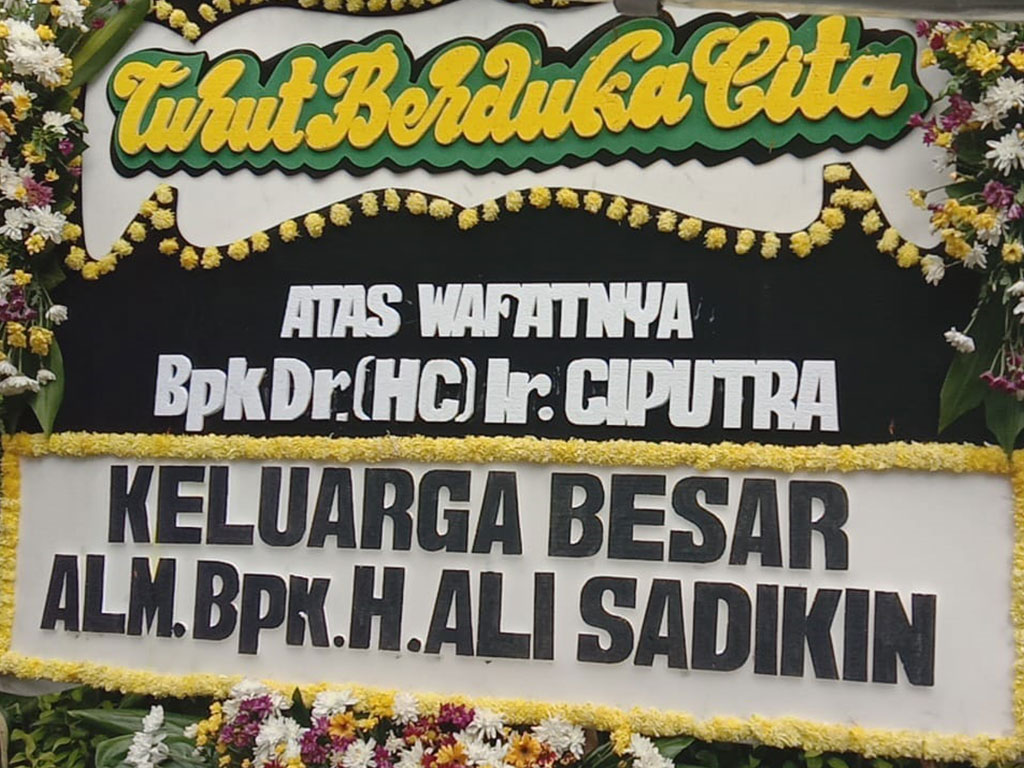 Turut Berduka Cita
ATAS WAFATNYA
Bpk Dr.(HC) Ir. CIPUTRA
KELUARGA BESAR
ALM.Bpk.H.ALI SADIKIN